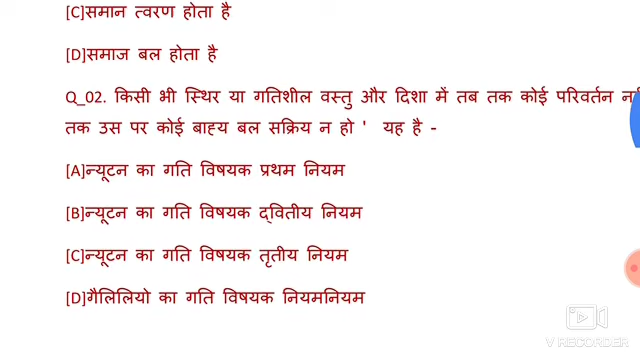 [C]समान त्वरण होता है
[D]समाज बल होता है
Q_02. किसी भी स्थिर या गतिशील वस्तु और दिशा में तब तक कोई परिवर्तन
तक उस पर कोई बाह्य बल सक्रिय न हो ' यह है -
[A]न्यूटन का गति विषयक प्रथम नियम
[B]न्यूटन का गति विषयक द्वितीय नियम
[C]न्यूटन का गति विषयक तृतीय नियम
[D]गैलिलियो का गति विषयक नियमनियम
V RECORDER